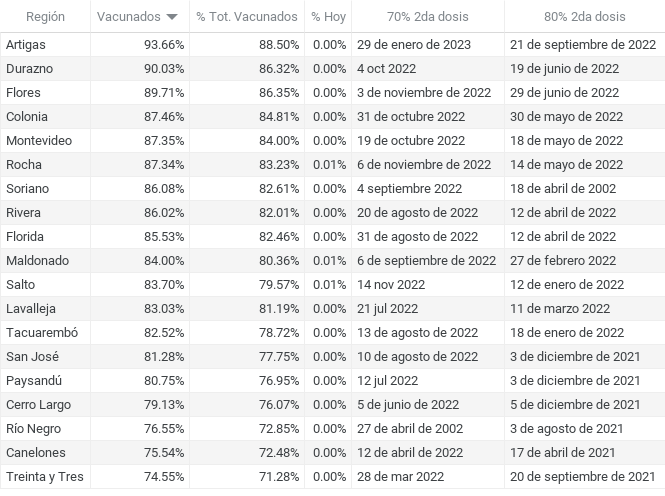 Región Vacunados % Tot. Vacunados % Hoy 70% 2da dosis 80% 2da dosis
Artigas 93.66% 88.50% 0.00% 29 de enero de 2023 21 de septiembre de 2022
Durazno 90.03% 86.32% 0.00% 4 oct 2022 19 de junio de 2022
Flores 89.71% 86.35% 0.00% 3 de noviembre de 2022 29 de junio de 2022
Colonia 87.46% 84.81% 0.00% 31 de octubre de 2022 30 de mayo de 2022
Montevideo 87.35% 84.00% 0.00% 19 de octubre de 2022 18 de mayo de 2022
Rocha 87.34% 83.23% 0.01% 6 de noviembre de 2022 14 de mayo de 2022
Soriano 86.08% 82.61% 0.00% 4 septiembre 2022 18 de abril de 2002
Rivera 86.02% 82.01% 0.00% 20 de agosto de 2022 12 de abril de 2022
Florida 85.53% 82.46% 0.00% 31 de agosto de 2022 12 de abril de 2022
Maldonado 84.00% 80.36% 0.01% 6 de septiembre de 2022 27 de febrero 2022
Salto 83.70% 79.57% 0.01% 14 nov 2022 12 de enero de 2022
Lavalleja 83.03% 81.19% 0.00% 21 jul 2022 11 de marzo 2022
Tacuarembó 82.52% 78.72% 0.00% 13 de agosto de 2022 18 de enero de 2022
San José 81.28% 77.75% 0.00% 10 de agosto de 2022 3 de diciembre de 2021
Paysandú 80.75% 76.95% 0.00% 12 jul 2022 3 de diciembre de 2021
Cerro Largo 79.13% 76.07% 0.00% 5 de junio de 2022 5 de diciembre de 2021
Río Negro 76.55% 72.85% 0.00% 27 de abril de 2002 3 de agosto de 2021
Canelones 75.54% 72.48% 0.00% 12 de abril de 2022 17 de abril de 2021
Treinta y Tres 74.55% 71.28% 0.00% 28 de mar 2022 20 de septiembre de 2021